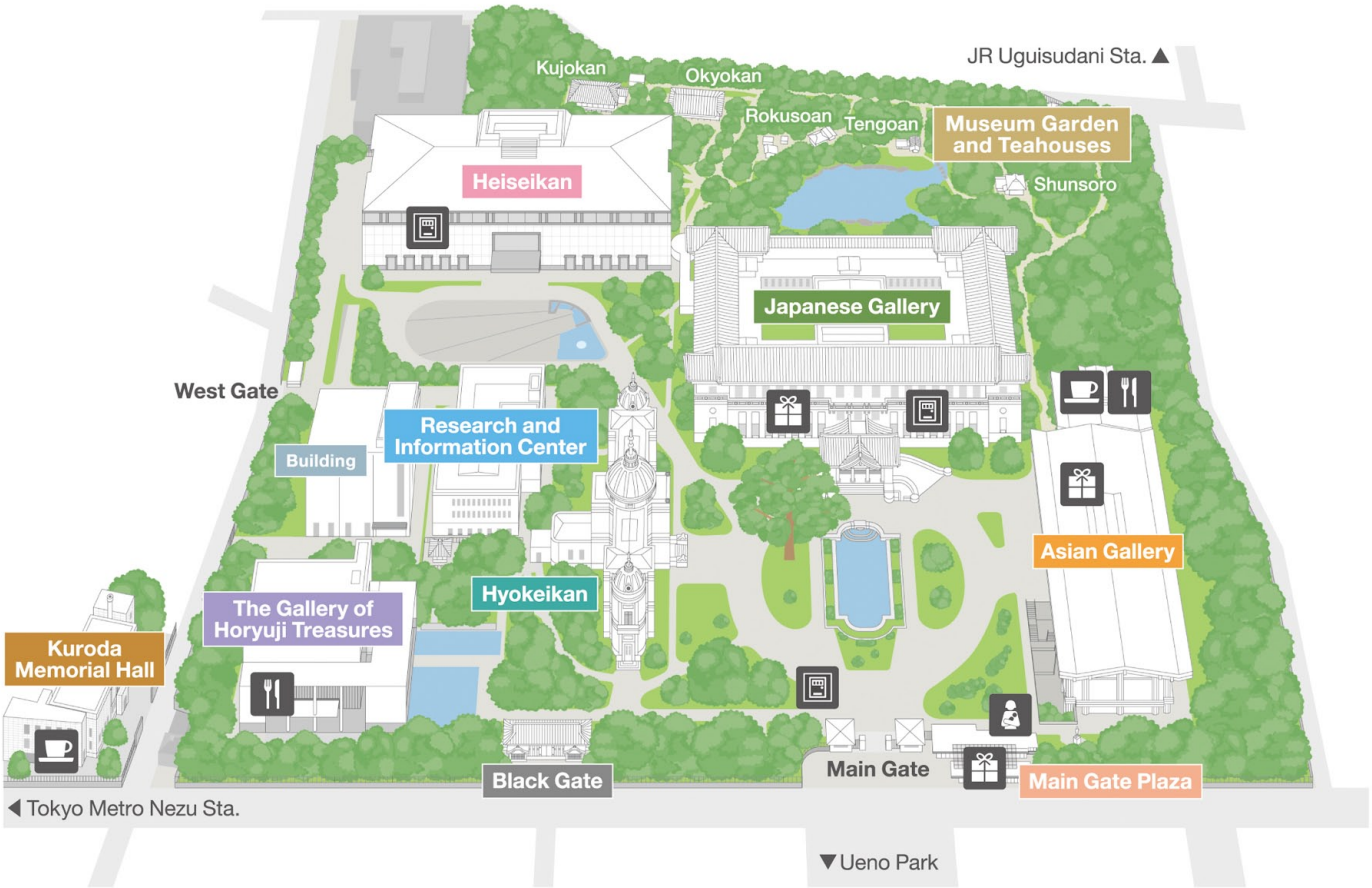 JR Uguisudani Sta. ▲
Kujokan
Okyokan
Rokusoan
Tengoan
Museum Garden
and Teahouses
Shunsoro
Heiseikan
Japanese Gallery
West Gate
Research and
Information Center
Building
Asian Gallery
Hyokeikan
The Gallery of
Horyuji Treasures
Kuroda
Memorial Hall
Black Gate
Main Gate
Main Gate Plaza
◀ Tokyo Metro Nezu Sta.
▼Ueno Park